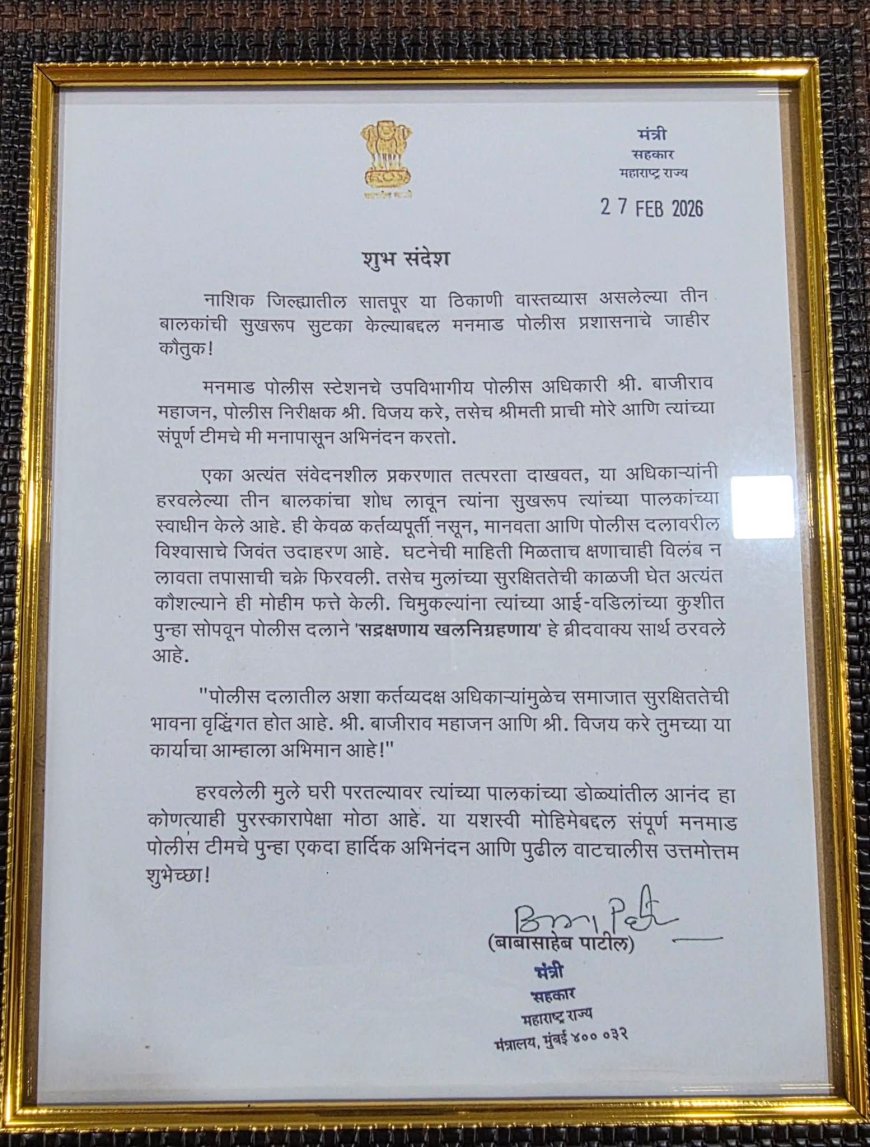 मंत्री
सहकार
महाराष्ट्र राज्य
27 FEB 2026
शुभ संदेश
नाशिक जिल्ह्यातील सातपूर या ठिकाणी वास्तव्यास असलेल्या तीन
बालकांची सुखरूप सुटका केल्याबद्दल मनमाड पोलीस प्रशासनाचे जाहीर
कौतुक!
मनमाड पोलीस स्टेशनचे उपविभागीय पोलीस अधिकारी श्री. बाजीराव
महाजन, पोलीस निरीक्षक श्री. विजय करे, तसेच श्रीमती प्राची मोरे आणि त्यांच्या
संपूर्ण टीमचे मी मनापासून अभिनंदन करतो.
एका अत्यंत संवेदनशील प्रकरणात तत्परता दाखवत, या अधिकाऱ्यांनी
हरवलेल्या तीन बालकांचा शोध लावून त्यांना सुखरूप त्यांच्या पालकांच्या
स्वाधीन केले आहे. ही केवळ कर्तव्यपूर्ती नसून, मानवता आणि पोलीस दलावरील
विश्वासाचे जिवंत उदाहरण आहे. घटनेची माहिती मिळताच क्षणाचाही विलंब न
लावता तपासाची चक्रे फिरवली. तसेच मुलांच्या सुरक्षिततेची काळजी घेत अत्यंत
कौशल्याने ही मोहीम फत्ते केली. चिमुकल्यांना त्यांच्या आई-वडिलांच्या कुशीत
पुन्हा सोपवून पोलीस दलाने 'सद्रक्षणाय खलनिग्रहणाय' हे ब्रीदवाक्य सार्थ ठरवले
आहे.
"पोलीस दलातील अशा कर्तव्यदक्ष अधिकाऱ्यांमुळेच समाजात सुरक्षिततेची
भावना वृद्धिंगत होत आहे. श्री. बाजीराव महाजन आणि श्री. विजय करे तुमच्या या
कार्याचा आम्हाला अभिमान आहे!"
हरवलेली मुले घरी परतल्यावर त्यांच्या पालकांच्या डोळ्यांतील आनंद हा
कोणत्याही पुरस्कारापेक्षा मोठा आहे. या यशस्वी मोहिमेबद्दल संपूर्ण मनमाड
पोलीस टीमचे पुन्हा एकदा हार्दिक अभिनंदन आणि पुढील वाटचालीस उत्तमोत्तम
शुभेच्छा!
(बाबासाहेब पाटील)
मंत्री
सहकार
महाराष्ट्र राज्य
मंत्रालय, मुंबई ४०० ०३२